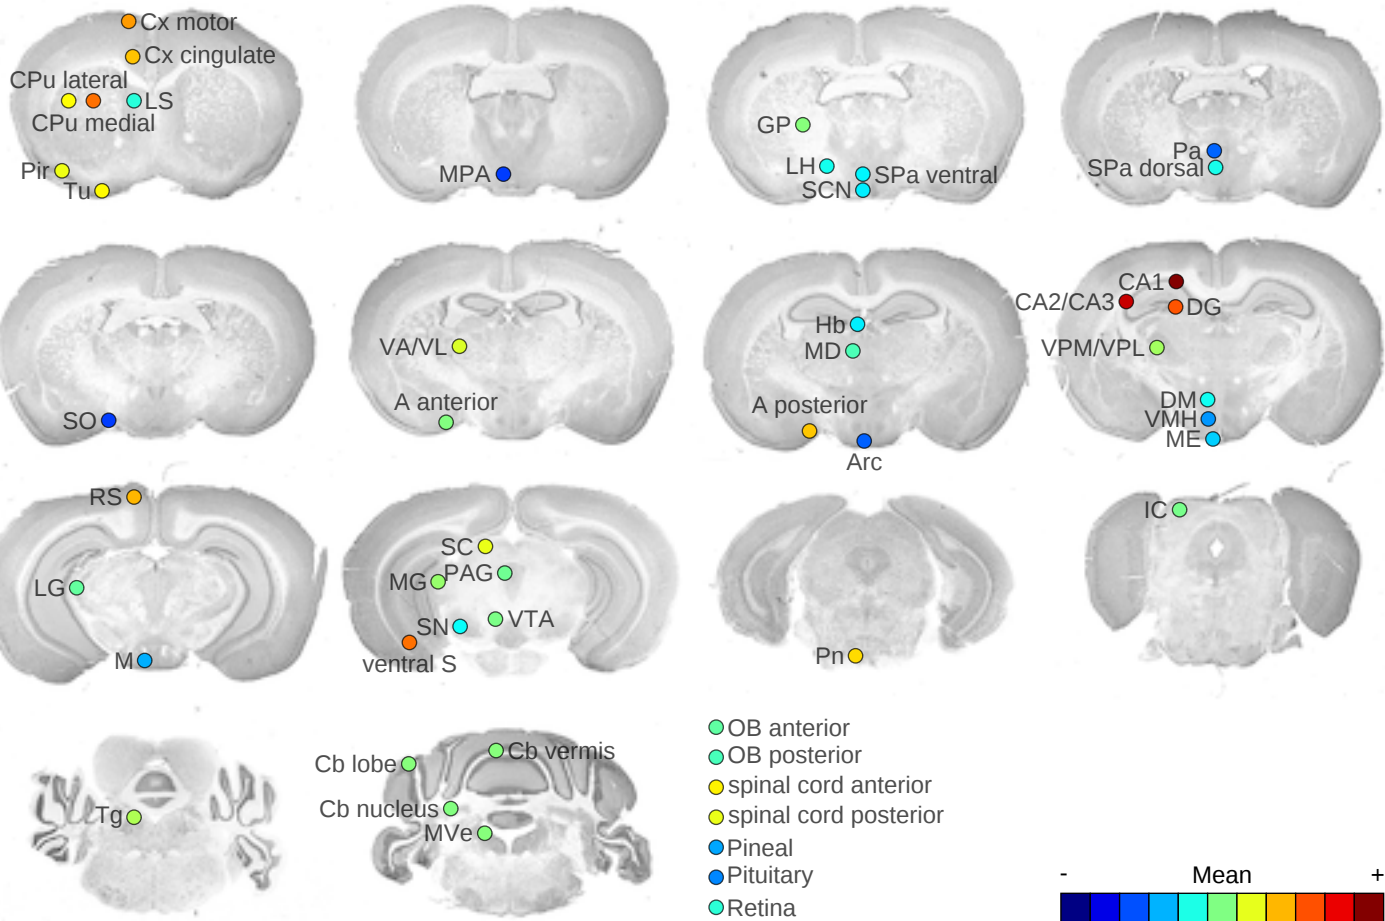 Cx motor
Cx cingulate
CPu lateral
LS
CPu medial
Pir
Tu
MPA
GP
LH
SPa ventral
SCN
Pa
SPa dorsal
SO
VA/VL
A anterior
Hb
MD
A posterior
Arc
CA1
CA2/CA3
DG
VPM/VPL
DM
VMH
ME
RS
LG
M
SC
PAG
MG
VTA
SN
ventral S
Pn
IC
Tg
Cb vermis
Cb lobe
Cb nucleus
MVe
OB anterior
OB posterior
spinal cord anterior
spinal cord posterior
Pineal
Pituitary
Retina
- Mean +